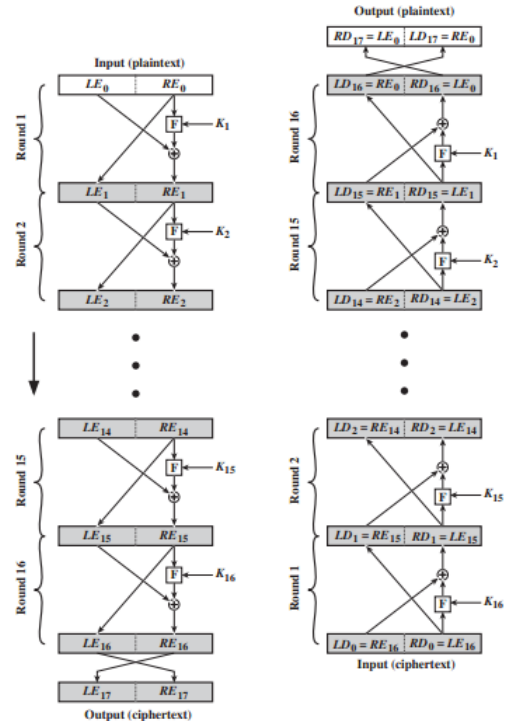 Input (plaintext)
LE0 RE0
Round 1
F K1
LE1 RE1
Round 2
F K2
LE2 RE2
LE14 RE14
Round 15
F K15
LE15 RE15
Round 16
F K16
LE16 RE16
LE17 RE17
Output (ciphertext)
Output (plaintext)
RD17 = LE0 LD17 = RE0
LD16 = RE0 RD16 = LE0
Round 16
F K1
LD15 = RE1 RD15 = LE1
Round 15
F K2
LD14 = RE2 RD14 = LE2
LD2 = RE14 RD2 = LE14
Round 2
F K15
LD1 = RE15 RD1 = LE15
Round 1
F K16
LD0 = RE16 RD0 = LE16
Input (ciphertext)